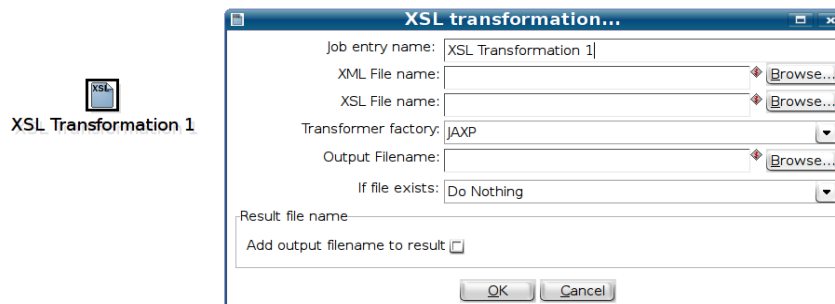 XSL transformation...
Job entry name: XSL Transformation 1
XML File name: Browse...
XSL File name: Browse...
Transformer factory: JAXP
Output Filename: Browse...
If file exists: Do Nothing
Result file name
Add output filename to result
OK Cancel
XSL
XSL Transformation 1